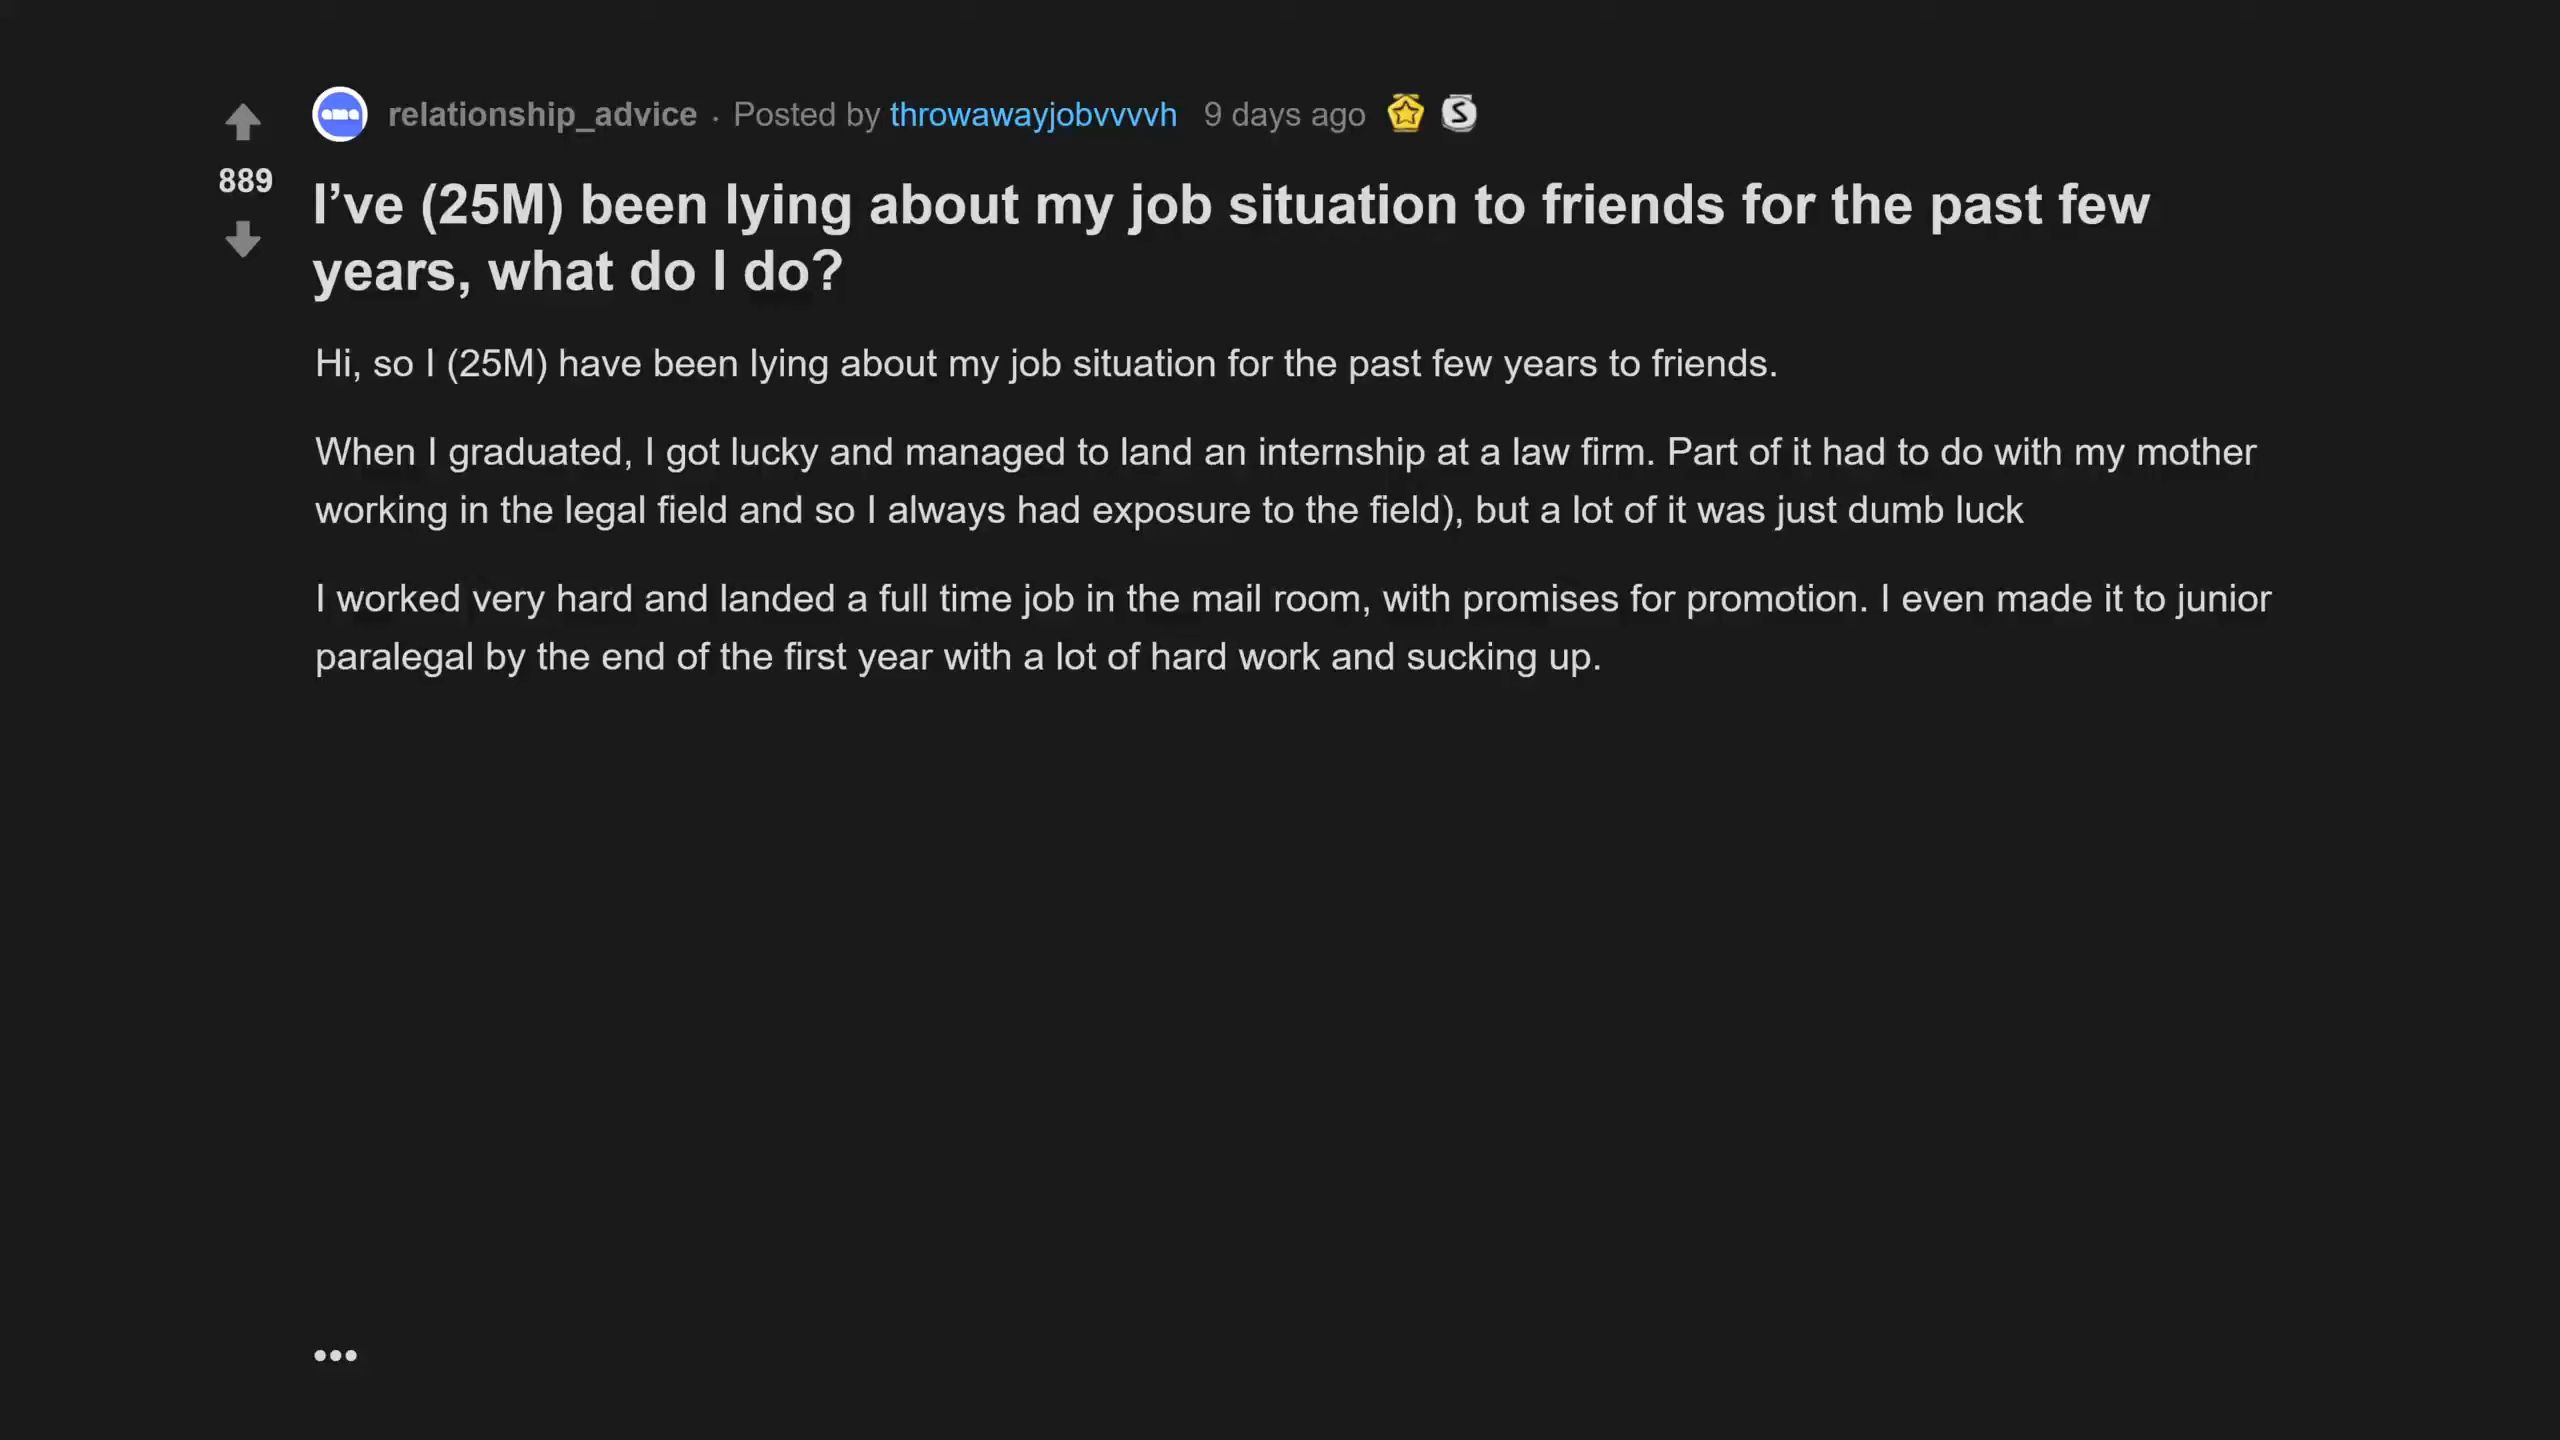 relationship_advice · Posted by throwawayjobvvvvh 9 days ago
889
I’ve (25M) been lying about my job situation to friends for the past few
years, what do I do?
Hi, so I (25M) have been lying about my job situation for the past few years to friends.
When I graduated, I got lucky and managed to land an internship at a law firm. Part of it had to do with my mother
working in the legal field and so I always had exposure to the field), but a lot of it was just dumb luck
I worked very hard and landed a full time job in the mail room, with promises for promotion. I even made it to junior
paralegal by the end of the first year with a lot of hard work and sucking up.
•••